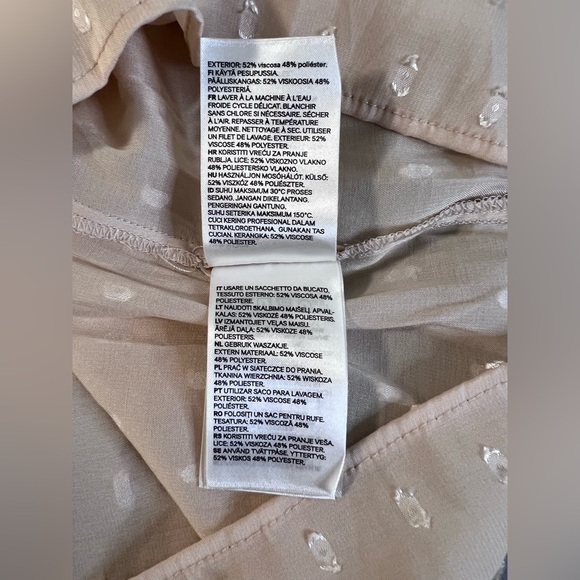 EXTERIOR: 52% viscosa 48% poliéster.
FI KÄYTÄ PESUPUSSIA.
PÄÄLLISKANGAS: 52% VISKOOSIA 48%
POLYESTERIÄ.
FR LAVER À LA MACHINE À L'EAU
FROIDE CYCLE DÉLICAT. BLANCHIR
SANS CHLORE SI NÉCESSAIRE. SÉCHER
À L'AIR. REPASSER À TEMPÉRATURE
MOYENNE. NETTOYAGE À SEC. UTILISER
UN FILET DE LAVAGE. EXTERIEUR: 52%
VISCOSE 48% POLYESTER.
HR KORISTITI VREĆU ZA PRANJE
RUBLJA. LICE: 52% VISKOZNO VLAKNO
48% POLIESTERSKO VLAKNO.
HU HASZNÁLJON MOSÓHÁLÓT. KÜLSŐ:
52% VISZKÓZ 48% POLIÉSZTER.
ID SUHU MAKSIMUM 30°C PROSES
SEDANG. JANGAN DIKELANTANG.
PENGERINGAN GANTUNG.
SUHU SETERIKA MAKSIMUM 150°C.
CUCI KERING PROFESIONAL DALAM
TETRAKLOROETHANA. GUNAKAN TAS
CUCIAN. KERANGKA: 52% VISCOSE
48% POLYESTER.
IT USARE UN SACCHETTO DA BUCATO.
TESSUTO ESTERNO: 52% VISCOSA 48%
POLIESTERE.
LT NAUDOTI SKALBIMO MAIŠELĮ. APVAL-
KALAS: 52% VISKOZĖ 48% POLIESTERIS.
LV IZMANTOJIET VEĻAS MAISU.
ĀRĒJĀ DAĻA: 52% VISKOZE 48%
POLIESTERIS.
NL GEBRUIK WASZAKJE.
EXTERN MATERIAAL: 52% VISCOSE
48% POLYESTER.
PL PRAĆ W SIATECZCE DO PRANIA.
TKANINA WIERZCHNIA: 52% WISKOZA
48% POLIESTER.
PT UTILIZAR SACO PARA LAVAGEM.
EXTERIOR: 52% VISCOSE 48%
POLIÉSTER.
RO FOLOSIȚI UN SAC PENTRU RUFE.
ȚESATURA: 52% VÂSCOZĂ 48%
POLIESTER.
RS KORISTITI VREĆU ZA PRANJE VEŠA.
LICE: 52% VISKOZA 48% POLIESTER.
SE ANVÄND TVÄTTPÅSE. YTTERTYG:
52% VISKOS 48% POLYESTER.